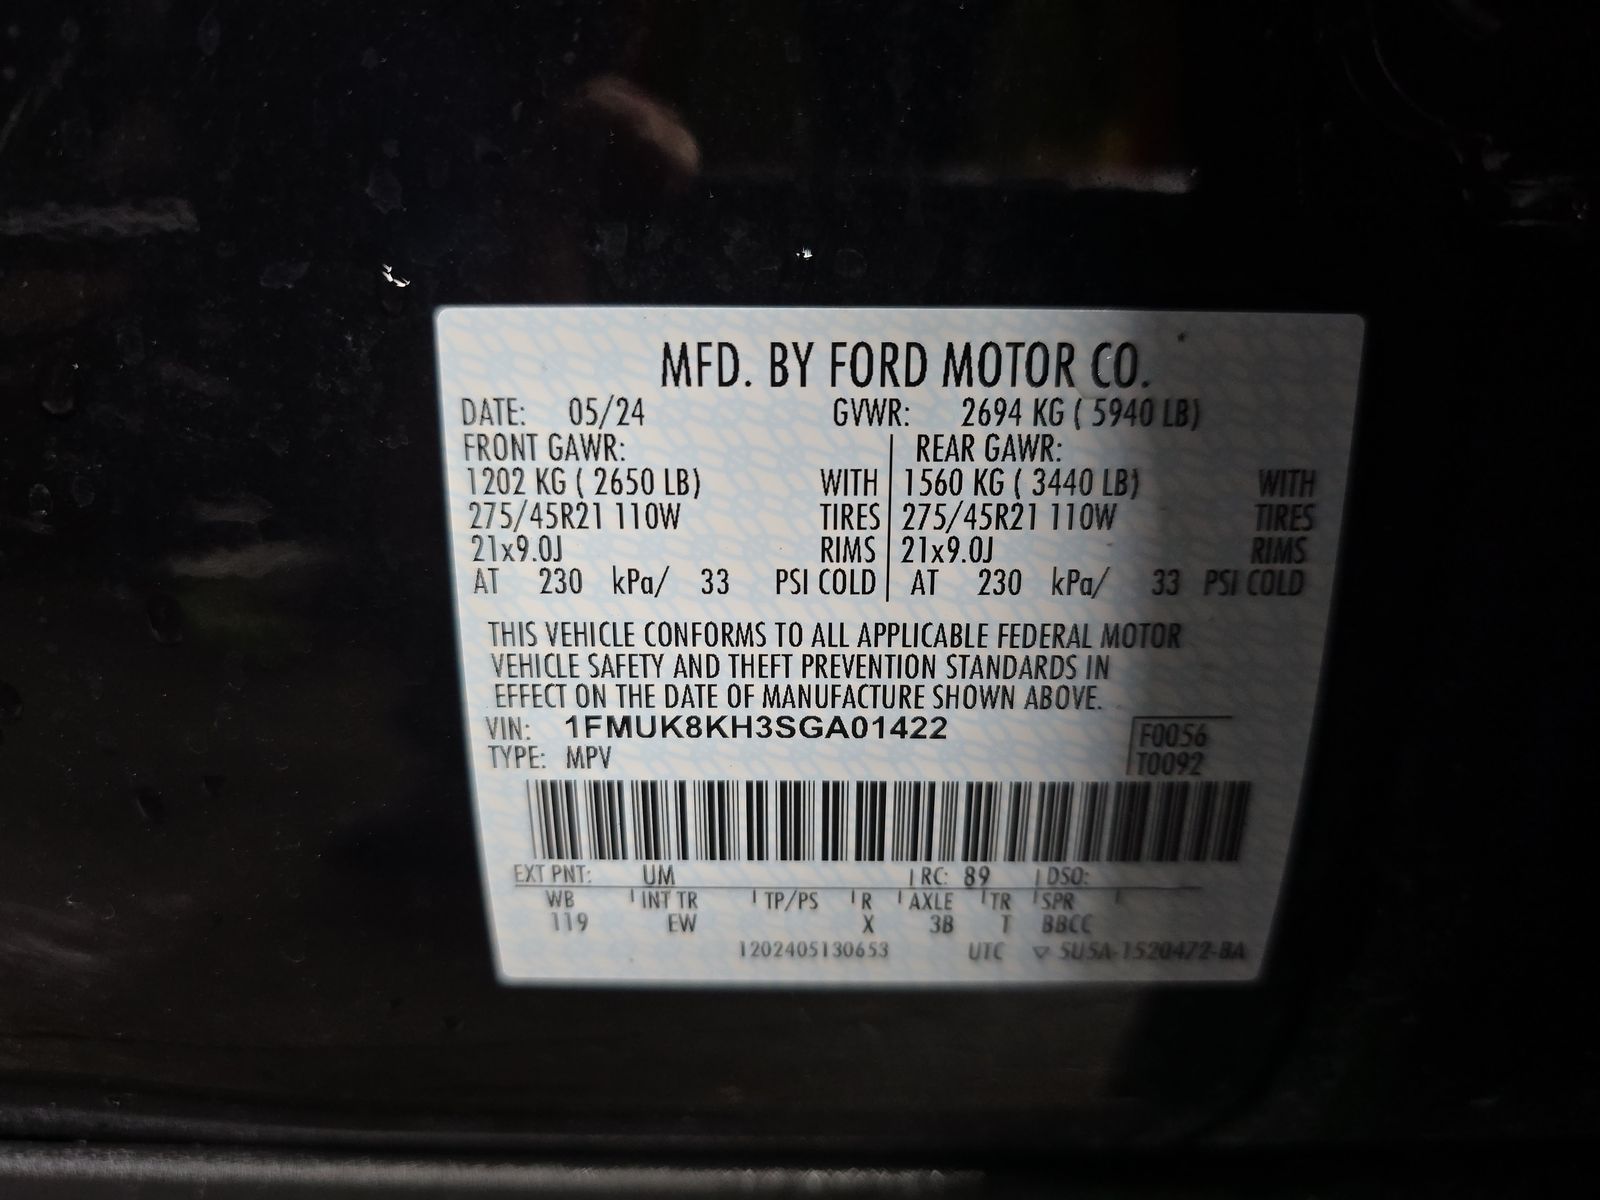 MFD. BY FORD MOTOR CO.
DATE: 05/24 GVWR: 2694 KG ( 5940 LB)
FRONT GAWR: REAR GAWR:
1202 KG ( 2650 LB) WITH 1560 KG ( 3440 LB) WITH
275/45R21 110W TIRES 275/45R21 110W TIRES
21x9.0J RIMS 21x9.0J RIMS
AT 230 kPa/ 33 PSI COLD AT 230 kPa/ 33 PSI COLD
THIS VEHICLE CONFORMS TO ALL APPLICABLE FEDERAL MOTOR
VEHICLE SAFETY AND THEFT PREVENTION STANDARDS IN
EFFECT ON THE DATE OF MANUFACTURE SHOWN ABOVE.
VIN: 1FMUK8KH3SGA01422 F0056
TYPE: MPV T0092
EXT PNT: UM RC: 89 DSO:
WB INT TR TP/PS R AXLE TR SPR
119 EW X 3B T BBCC
1202405130653 UTC ▽ 5U5A-1520472-BA